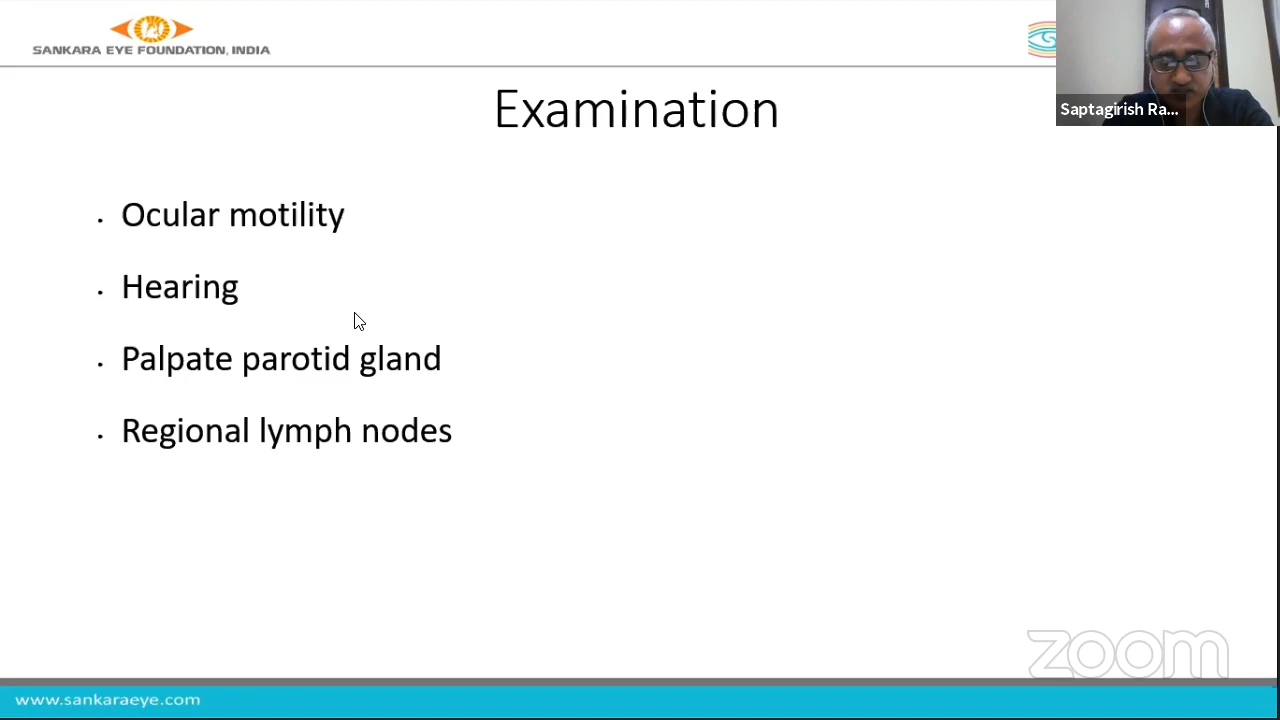 SANKARA EYE FOUNDATION, INDIA
Saptagirish Ra...
Examination
• Ocular motility
• Hearing
• Palpate parotid gland
• Regional lymph nodes
zoom
www.sankaraeye.com